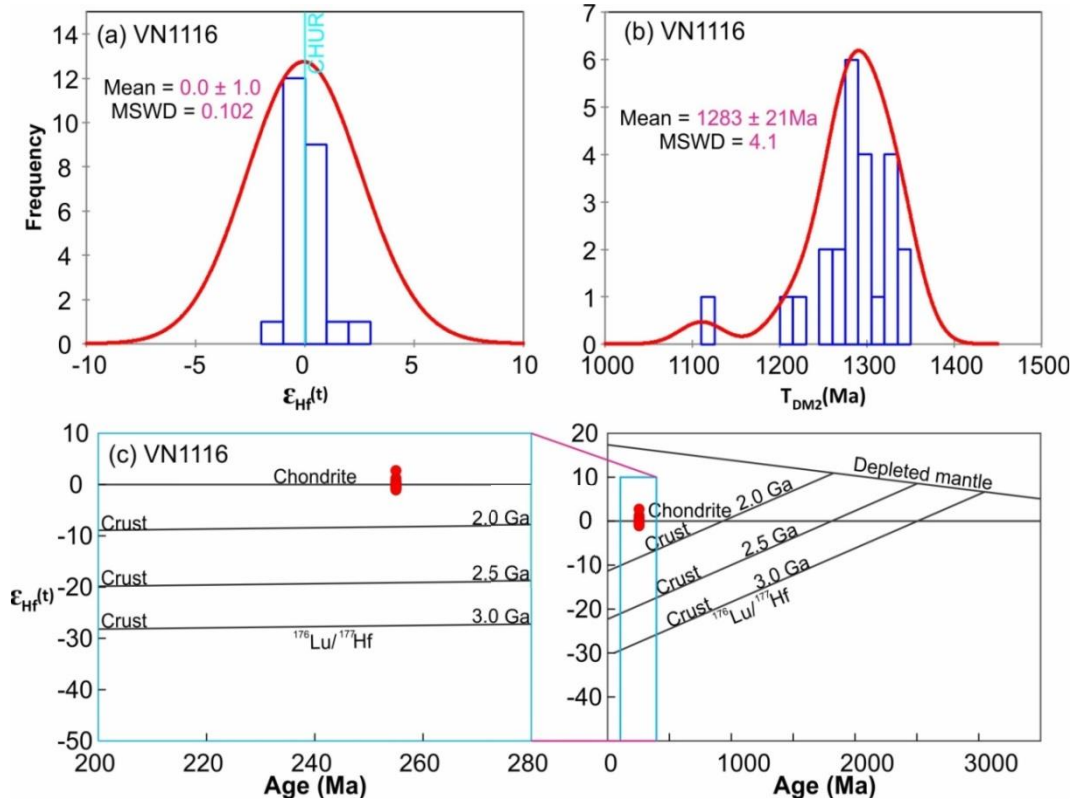 (a) VN1116
CHUR
Mean = 0.0 ± 1.0
MSWD = 0.102
Frequency
14
12
10
8
6
4
2
0
-10
-5
0
5
10
εHf(t)
(b) VN1116
Mean = 1283 ± 21Ma
MSWD = 4.1
7
6
5
4
3
2
1
0
1000
1100
1200
1300
1400
1500
TDM2(Ma)
(c) VN1116
10
0
-10
-20
-30
-40
-50
εHf(t)
Chondrite
Crust
2.0 Ga
Crust
2.5 Ga
Crust
3.0 Ga
¹⁷⁶Lu/¹⁷⁷Hf
200
220
240
260
280
Age (Ma)
20
10
0
-10
-20
-30
-40
-50
Depleted mantle
Chondrite
Crust 2.0 Ga
Crust 2.5 Ga
Crust 3.0 Ga
¹⁷⁶Lu/¹⁷⁷Hf
0
1000
2000
3000
Age (Ma)